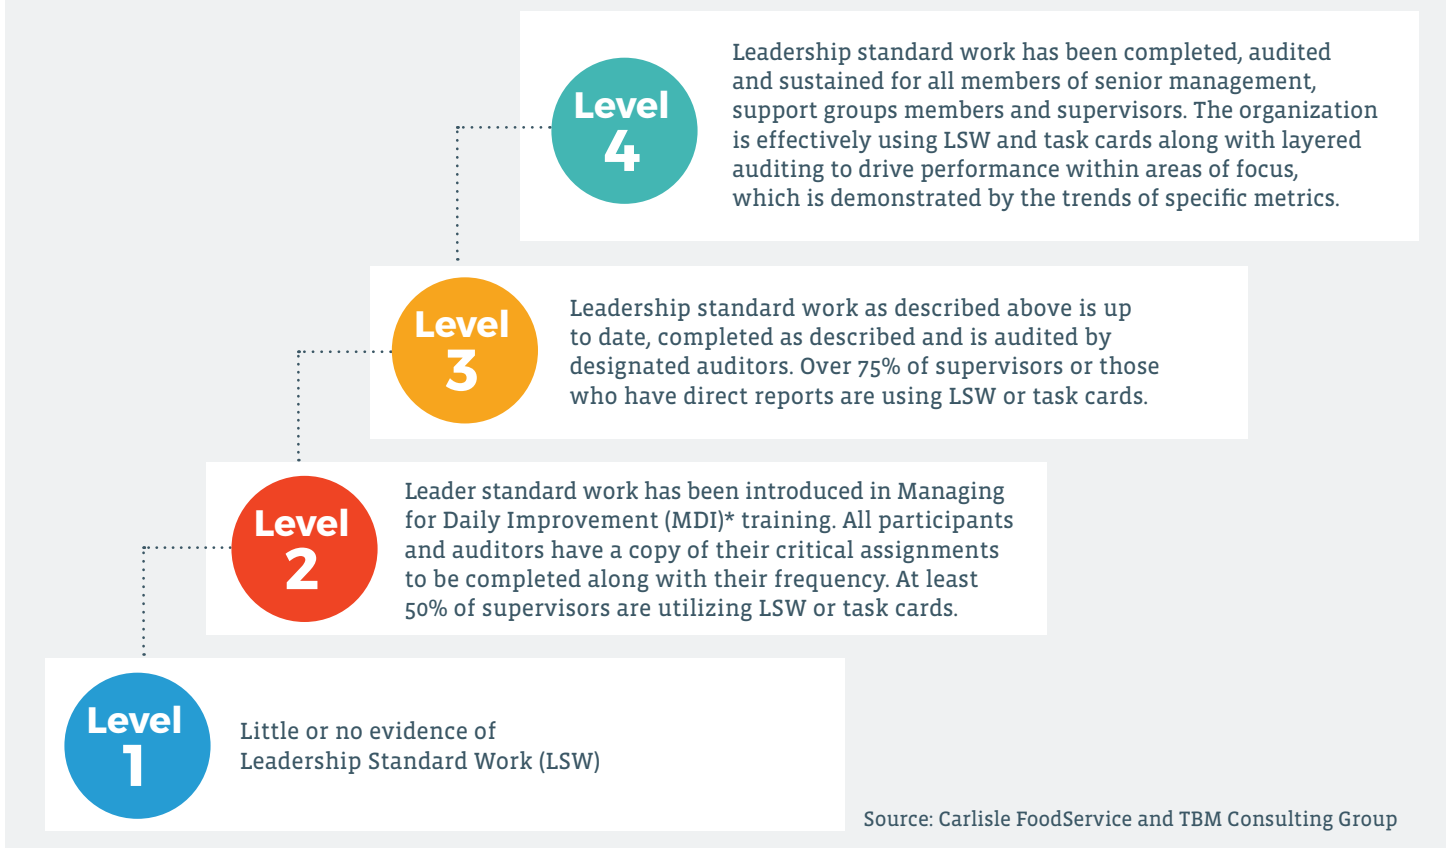 Level
4
Leadership standard work has been completed, audited
and sustained for all members of senior management,
support groups members and supervisors. The organization
is effectively using LSW and task cards along with layered
auditing to drive performance within areas of focus,
which is demonstrated by the trends of specific metrics.
Level
3
Leadership standard work as described above is up
to date, completed as described and is audited by
designated auditors. Over 75% of supervisors or those
who have direct reports are using LSW or task cards.
Level
2
Leader standard work has been introduced in Managing
for Daily Improvement (MDI)* training. All participants
and auditors have a copy of their critical assignments
to be completed along with their frequency. At least
50% of supervisors are utilizing LSW or task cards.
Level
1
Little or no evidence of
Leadership Standard Work (LSW)
Source: Carlisle FoodService and TBM Consulting Group